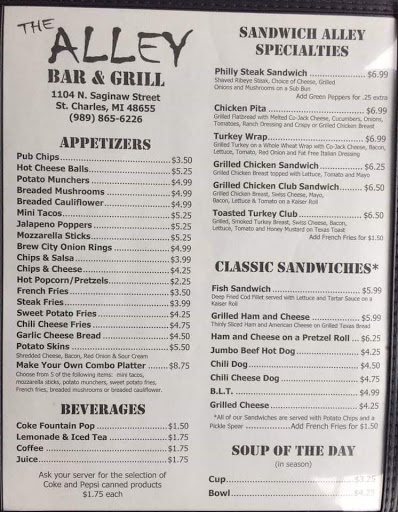 THE
ALLEY
BAR & GRILL
1104 N. Saginaw Street
St. Charles, MI 48655
(989) 865-6226
APPETIZERS
Pub Chips....................$3.50
Hot Cheese Balls....................$5.25
Potato Munchers....................$4.99
Breaded Mushrooms....................$4.99
Breaded Cauliflower....................$4.99
Mini Tacos....................$5.25
Jalapeno Poppers....................$5.25
Mozzarella Sticks....................$5.25
Brew City Onion Rings....................$4.99
Chips & Salsa....................$3.99
Chips & Cheese....................$4.25
Hot Popcorn/Pretzels....................$2.25
French Fries....................$3.50
Steak Fries....................$3.99
Sweet Potato Fries....................$4.25
Chili Cheese Fries....................$4.75
Garlic Cheese Bread....................$4.50
Potato Skins....................$5.50
Shredded Cheese, Bacon, Red Onion & Sour Cream
Make Your Own Combo Platter.......$8.75
Choose from 5 of the following items: mini tacos,
mozzarella sticks, potato munchers, sweet potato fries,
French fries, breaded mushrooms or breaded cauliflower.
BEVERAGES
Coke Fountain Pop....................$1.50
Lemonade & Iced Tea....................$1.75
Coffee....................$1.75
Juice....................$1.75
Ask your server for the selection of
Coke and Pepsi canned products
$1.75 each
SANDWICH ALLEY
SPECIALTIES
Philly Steak Sandwich....................$6.99
Shaved Ribeye Steak, Choice of Cheese, Grilled
Onions and Mushrooms on a Sub Bun
Add Green Peppers for .25 extra
Chicken Pita....................$6.99
Grilled Flatbread with Melted Co-Jack Cheese, Cucumbers, Onions,
Tomatoes, Ranch Dressing and Crispy or Grilled Chicken Breast
Turkey Wrap....................$6.99
Grilled Turkey on a Whole Wheat Wrap with Co-Jack Cheese, Bacon,
Lettuce, Tomato, Red Onion and Fat Free Italian Dressing
Grilled Chicken Sandwich....................$6.25
Grilled Chicken Breast topped with Lettuce, Tomato and Mayo
Grilled Chicken Club Sandwich.......$6.50
Grilled Chicken Breast, Swiss Cheese, Mayo,
Bacon, Lettuce & Tomato on a Kaiser Roll
Toasted Turkey Club....................$6.50
Grilled, Smoked Turkey Breast, Swiss Cheese, Bacon,
Lettuce, Tomato and Honey Mustard on Texas Toast
Add French Fries for $1.50
CLASSIC SANDWICHES*
Fish Sandwich....................$5.99
Deep Fried Cod Fillet served with Lettuce and Tartar Sauce on a
Kaiser Roll
Grilled Ham and Cheese....................$5.99
Thinly Sliced Ham and American Cheese on Grilled Texas Bread
Ham and Cheese on a Pretzel Roll ... $6.25
Jumbo Beef Hot Dog....................$4.25
Chili Dog....................$4.50
Chili Cheese Dog....................$4.75
B.L.T.....................$4.99
Grilled Cheese....................$4.25
*All of our Sandwiches are served with Potato Chips and a
Pickle Spear....................Add French Fries for $1.50
SOUP OF THE DAY
(in season)
Cup....................$3.25
Bowl....................$4.25